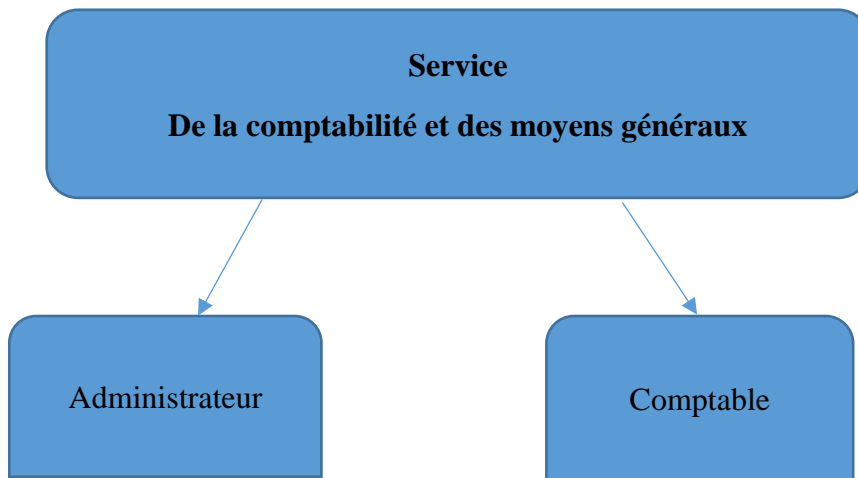 Service
De la comptabilité et des moyens généraux
Administrateur
Comptable